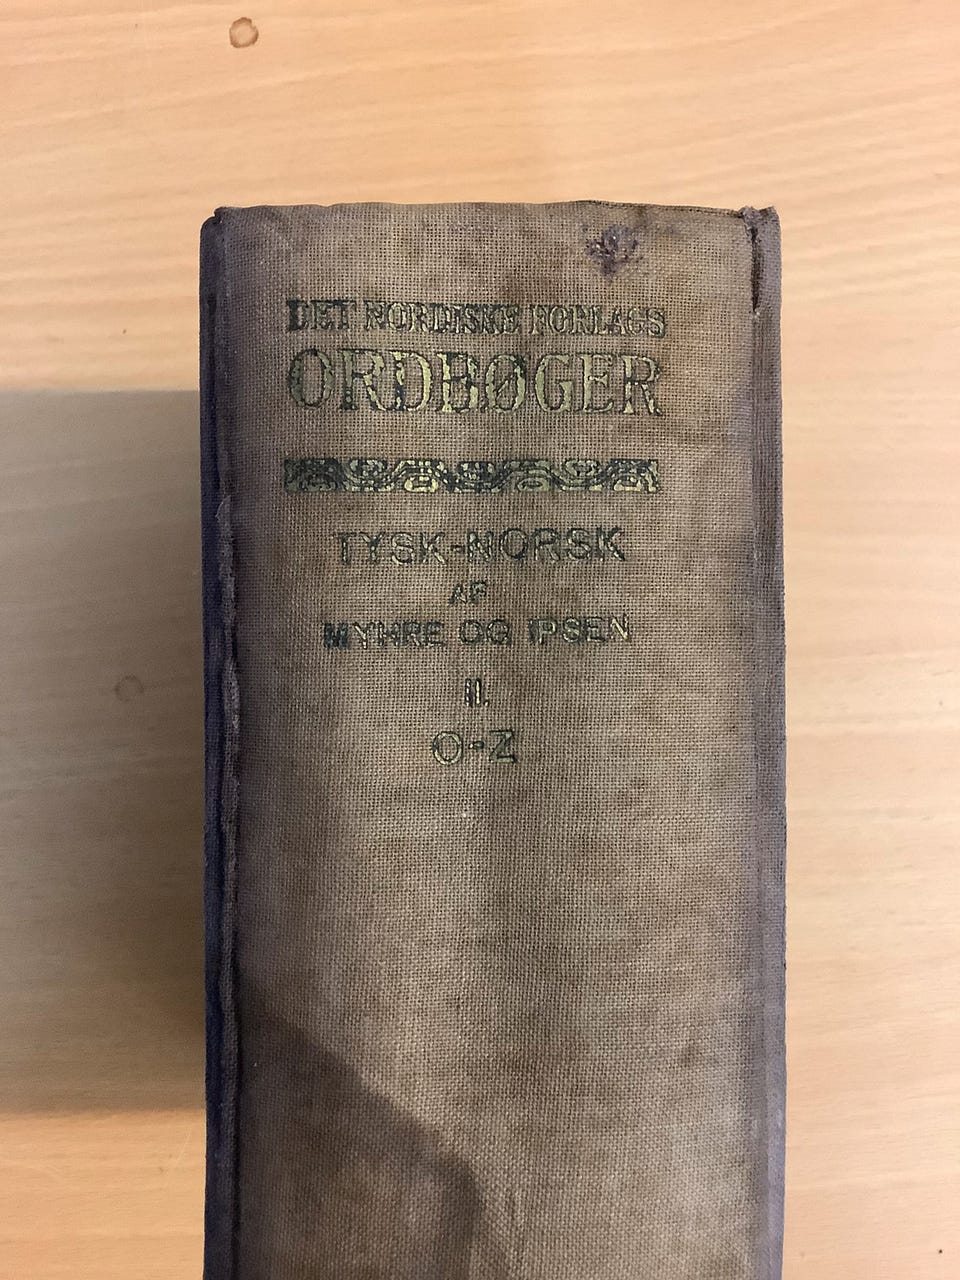 DET NORDISKE FORLAGS
ORDBØGER
TYSK-NORSK
AF
MYHRE OG IPSEN
II.
O-Z